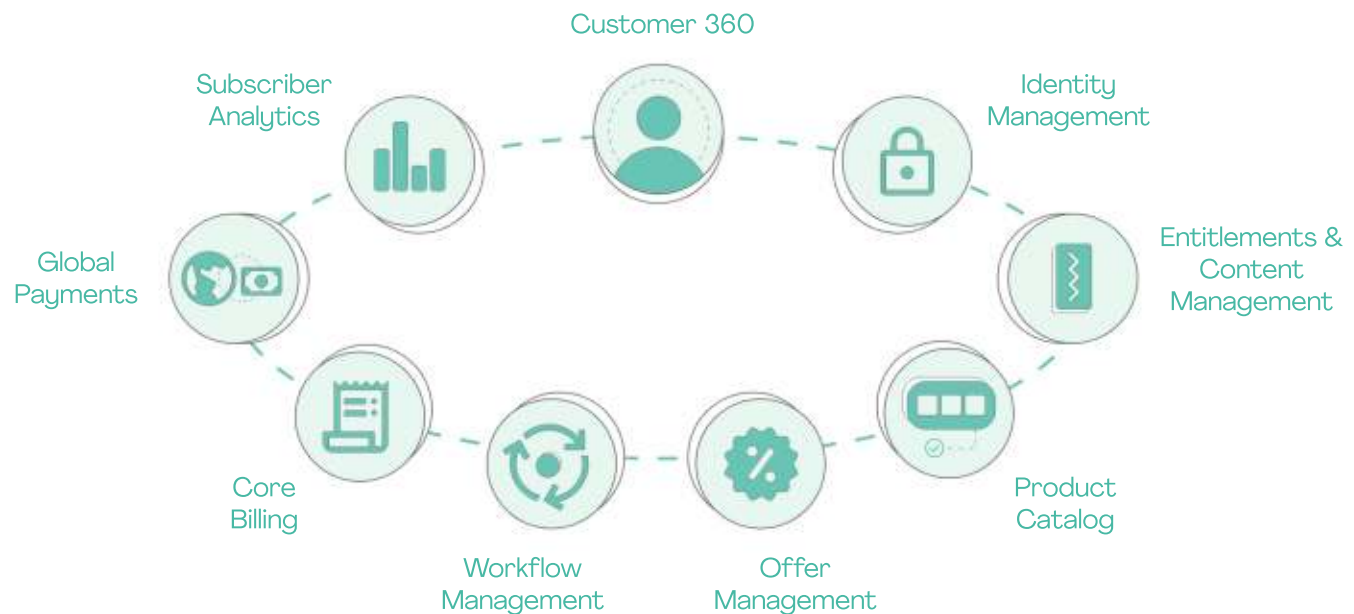 Customer 360
Subscriber
Analytics
Identity
Management
Entitlements &
Content
Management
Global
Payments
Core
Billing
Product
Catalog
Workflow
Management
Offer
Management